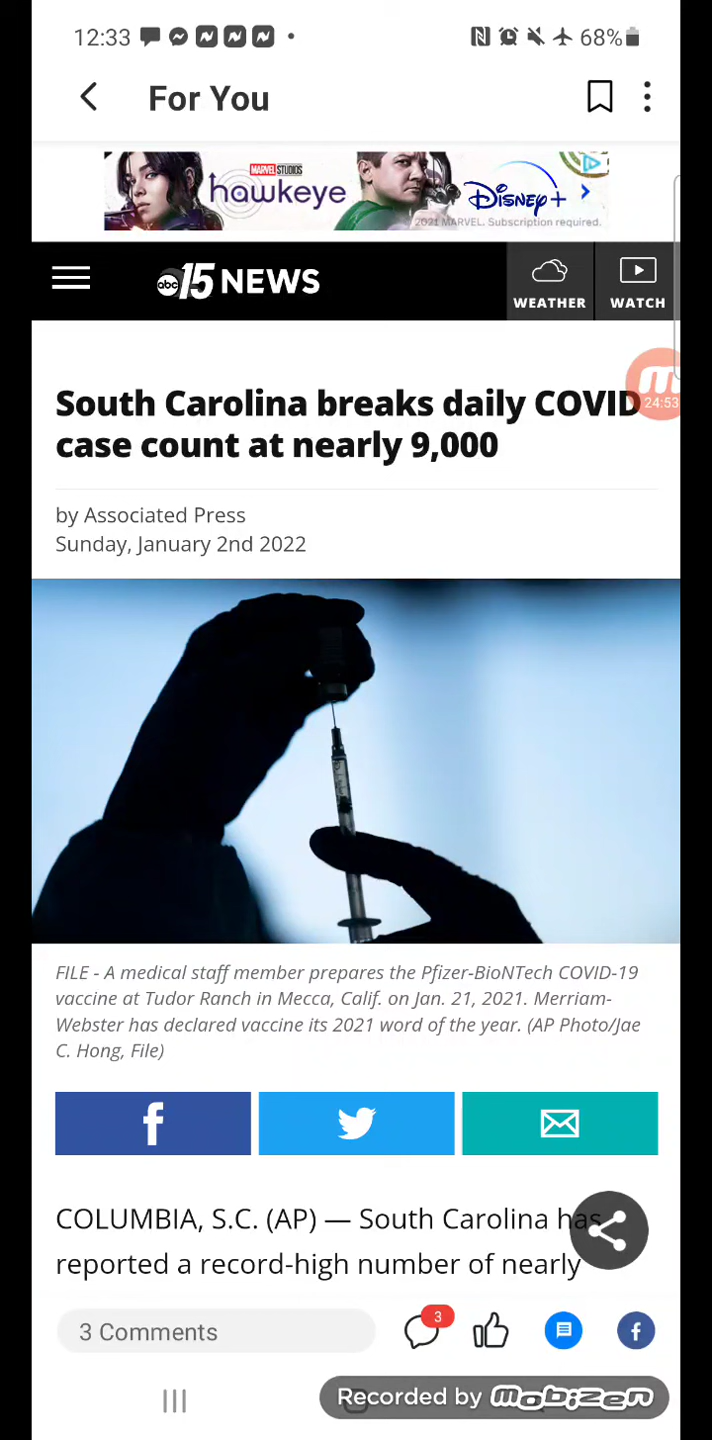 12:33
68%
For You
MARVEL STUDIOS
hawkeye
Disney+
2021 MARVEL. Subscription required.
abc 15 NEWS
WEATHER
WATCH
South Carolina breaks daily COVID
case count at nearly 9,000
24:53
by Associated Press
Sunday, January 2nd 2022
FILE - A medical staff member prepares the Pfizer-BioNTech COVID-19
vaccine at Tudor Ranch in Mecca, Calif. on Jan. 21, 2021. Merriam-
Webster has declared vaccine its 2021 word of the year. (AP Photo/Jae
C. Hong, File)
COLUMBIA, S.C. (AP) — South Carolina has
reported a record-high number of nearly
3 Comments
3
Recorded by mobizen